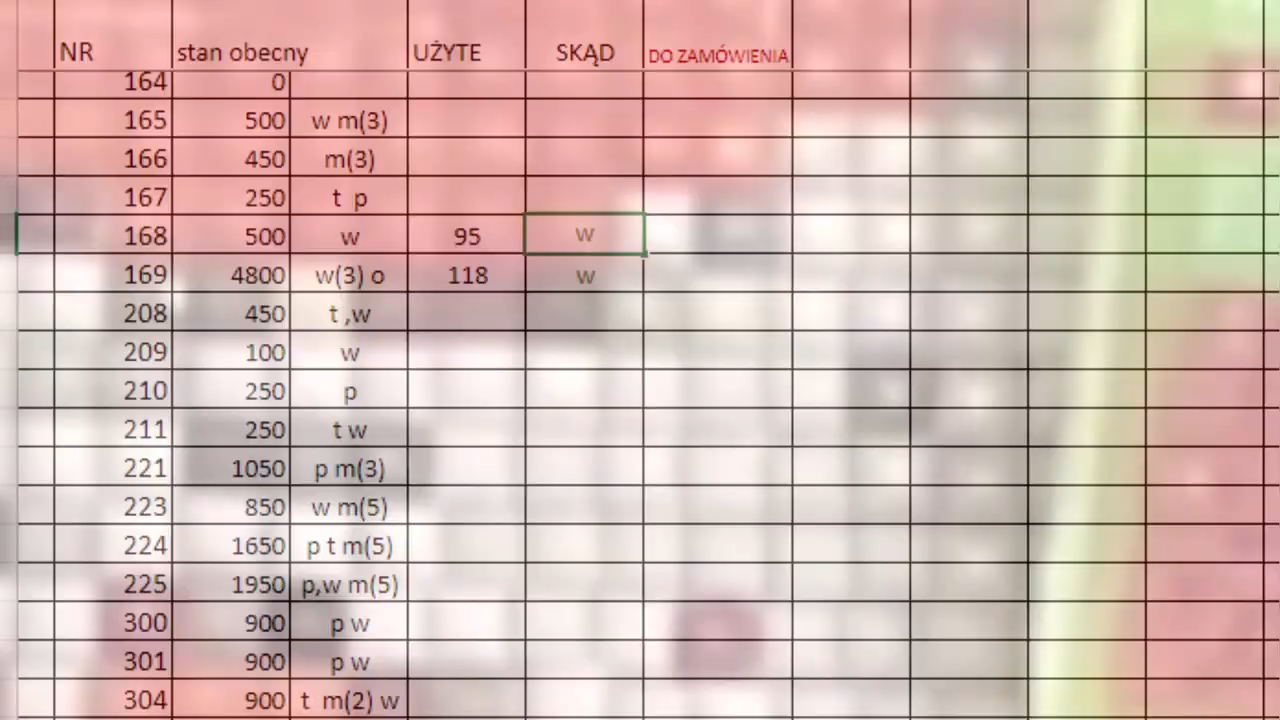 NR stan obecny UŻYTE SKĄD DO ZAMÓWIENIA
164 0
165 500 w m(3)
166 450 m(3)
167 250 t p
168 500 w 95 w
169 4800 w(3) o 118 w
208 450 t ,w
209 100 w
210 250 p
211 250 t w
221 1050 p m(3)
223 850 w m(5)
224 1650 p t m(5)
225 1950 p,w m(5)
300 900 p w
301 900 p w
304 900 t m(2) w